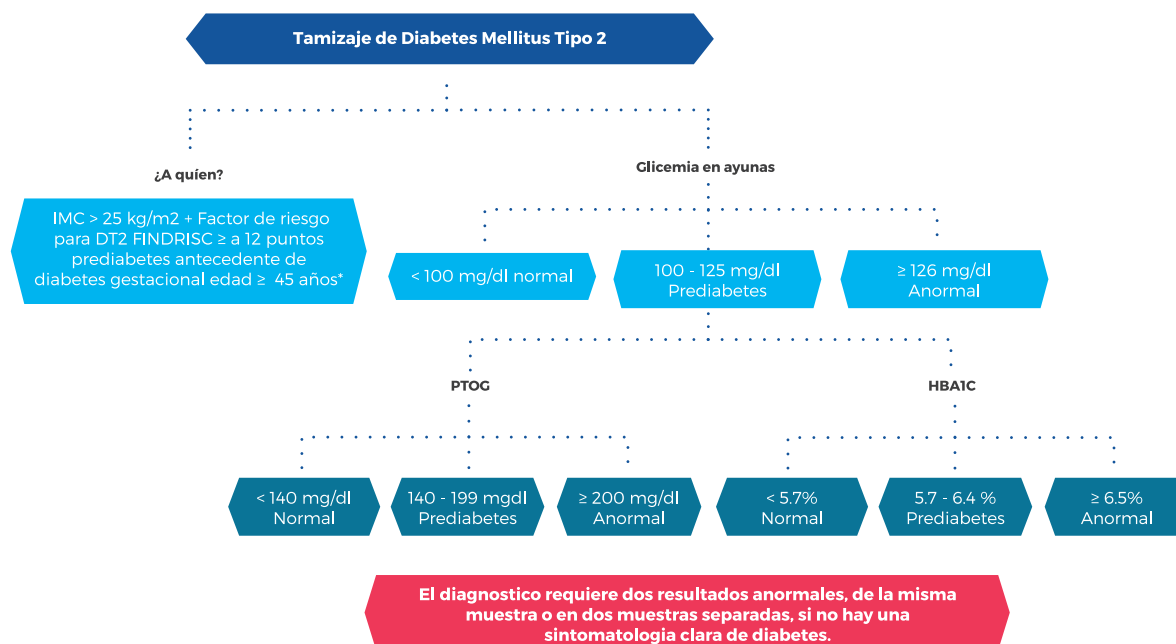 Tamizaje de Diabetes Mellitus Tipo 2
¿A quíen?
Glicemia en ayunas
IMC > 25 kg/m2 + Factor de riesgo
para DT2 FINDRISC ≥ a 12 puntos
prediabetes antecedente de
diabetes gestacional edad ≥ 45 años*
< 100 mg/dl normal
100 - 125 mg/dl
Prediabetes
≥ 126 mg/dl
Anormal
PTOG
HBA1C
< 140 mg/dl
Normal
140 - 199 mgdl
Prediabetes
≥ 200 mg/dl
Anormal
< 5.7%
Normal
5.7 - 6.4 %
Prediabetes
≥ 6.5%
Anormal
El diagnostico requiere dos resultados anormales, de la misma
muestra o en dos muestras separadas, si no hay una
sintomatologia clara de diabetes.